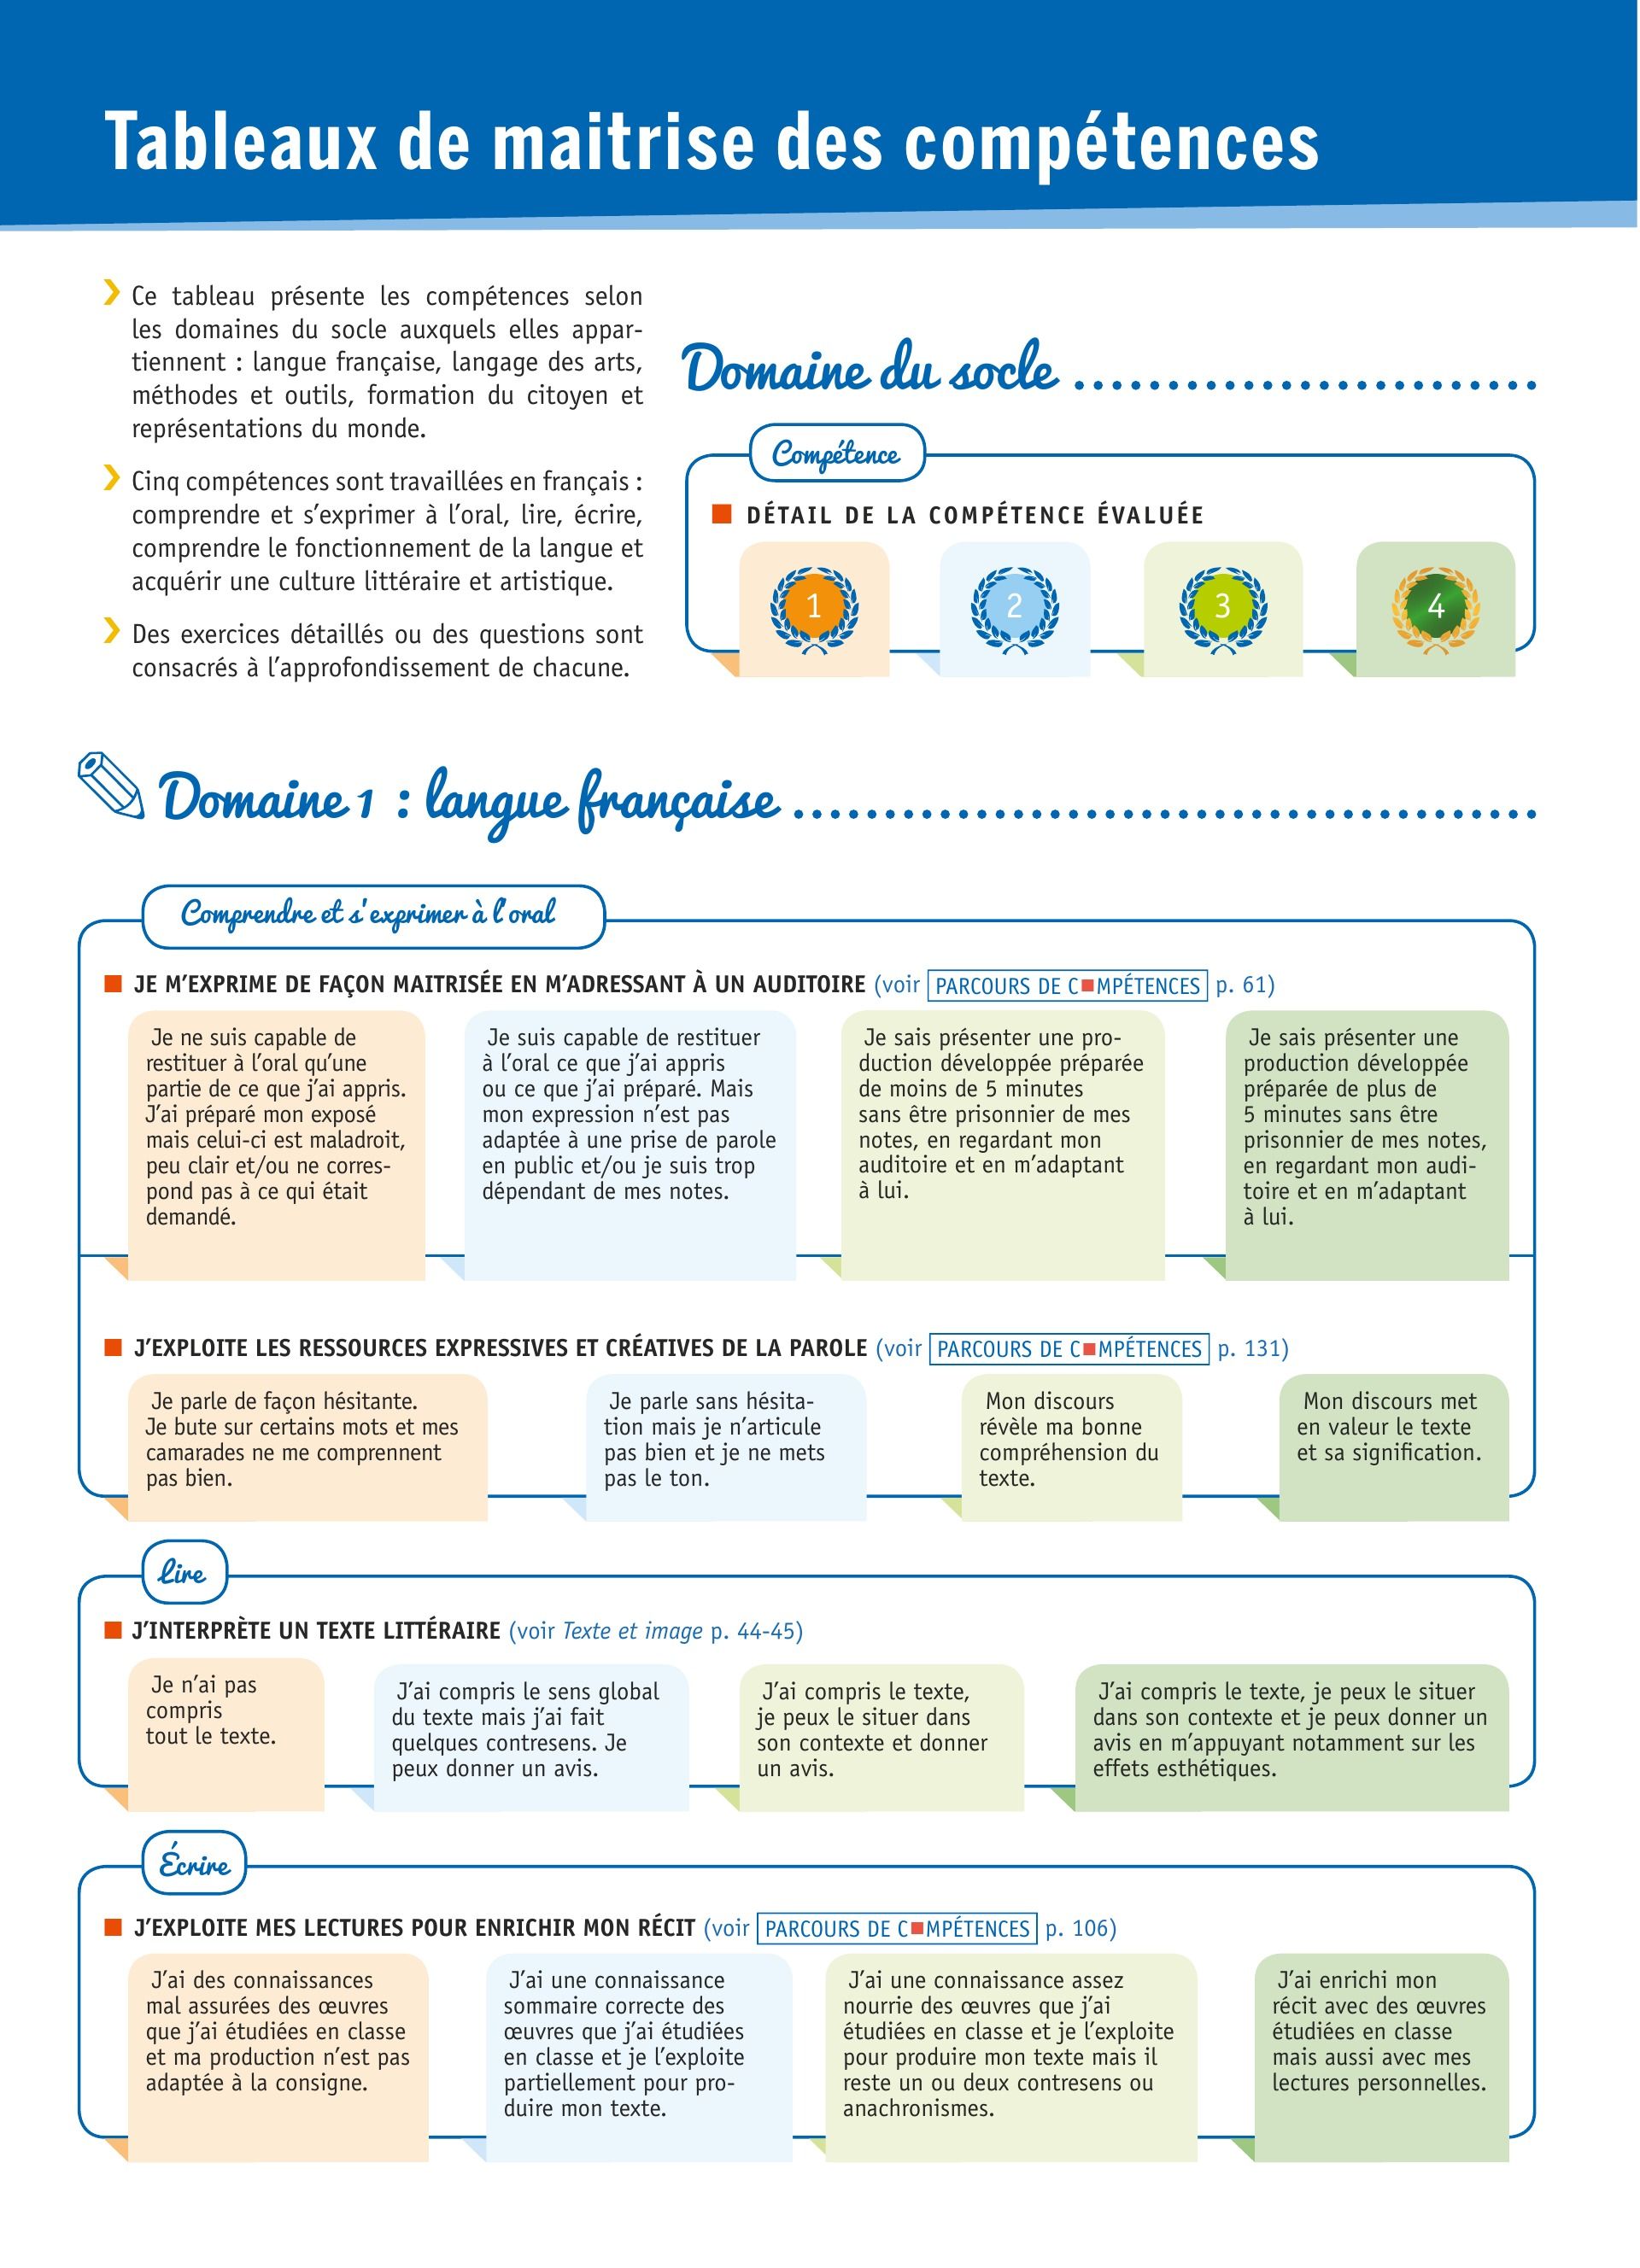 Tableaux de maitrise des compétences
Ce tableau présente les compétences selon
les domaines du socle auxquels elles appar-
tiennent : langue française, langage des arts,
méthodes et outils, formation du citoyen et
représentations du monde.
Cinq compétences sont travaillées en français :
comprendre et s’exprimer à l’oral, lire, écrire,
comprendre le fonctionnement de la langue et
acquérir une culture littéraire et artistique.
Des exercices détaillés ou des questions sont
consacrés à l’approfondissement de chacune.
Domaine du socle
Compétence
DÉTAIL DE LA COMPÉTENCE ÉVALUÉE
1 2 3 4
Domaine 1 : langue française
Comprendre et s'exprimer à l'oral
JE M’EXPRIME DE FAÇON MAITRISÉE EN M’ADRESSANT À UN AUDITOIRE (voir PARCOURS DE C■MPÉTENCES p. 61)
Je ne suis capable de
restituer à l’oral qu’une
partie de ce que j’ai appris.
J’ai préparé mon exposé
mais celui-ci est maladroit,
peu clair et/ou ne corres-
pond pas à ce qui était
demandé.
Je suis capable de restituer
à l’oral ce que j’ai appris
ou ce que j’ai préparé. Mais
mon expression n’est pas
adaptée à une prise de parole
en public et/ou je suis trop
dépendant de mes notes.
Je sais présenter une pro-
duction développée préparée
de moins de 5 minutes
sans être prisonnier de mes
notes, en regardant mon
auditoire et en m’adaptant
à lui.
Je sais présenter une
production développée
préparée de plus de
5 minutes sans être
prisonnier de mes notes,
en regardant mon audi-
toire et en m’adaptant
à lui.
J’EXPLOITE LES RESSOURCES EXPRESSIVES ET CRÉATIVES DE LA PAROLE (voir PARCOURS DE C■MPÉTENCES p. 131)
Je parle de façon hésitante.
Je bute sur certains mots et mes
camarades ne me comprennent
pas bien.
Je parle sans hésita-
tion mais je n’articule
pas bien et je ne mets
pas le ton.
Mon discours
révèle ma bonne
compréhension du
texte.
Mon discours met
en valeur le texte
et sa signification.
Lire
J’INTERPRÈTE UN TEXTE LITTÉRAIRE (voir Texte et image p. 44-45)
Je n’ai pas
compris
tout le texte.
J’ai compris le sens global
du texte mais j’ai fait
quelques contresens. Je
peux donner un avis.
J’ai compris le texte,
je peux le situer dans
son contexte et donner
un avis.
J’ai compris le texte, je peux le situer
dans son contexte et je peux donner un
avis en m’appuyant notamment sur les
effets esthétiques.
Écrire
J’EXPLOITE MES LECTURES POUR ENRICHIR MON RÉCIT (voir PARCOURS DE C■MPÉTENCES p. 106)
J’ai des connaissances
mal assurées des œuvres
que j’ai étudiées en classe
et ma production n’est pas
adaptée à la consigne.
J’ai une connaissance
sommaire correcte des
œuvres que j’ai étudiées
en classe et je l’exploite
partiellement pour pro-
duire mon texte.
J’ai une connaissance assez
nourrie des œuvres que j’ai
étudiées en classe et je l’exploite
pour produire mon texte mais il
reste un ou deux contresens ou
anachronismes.
J’ai enrichi mon
récit avec des œuvres
étudiées en classe
mais aussi avec mes
lectures personnelles.